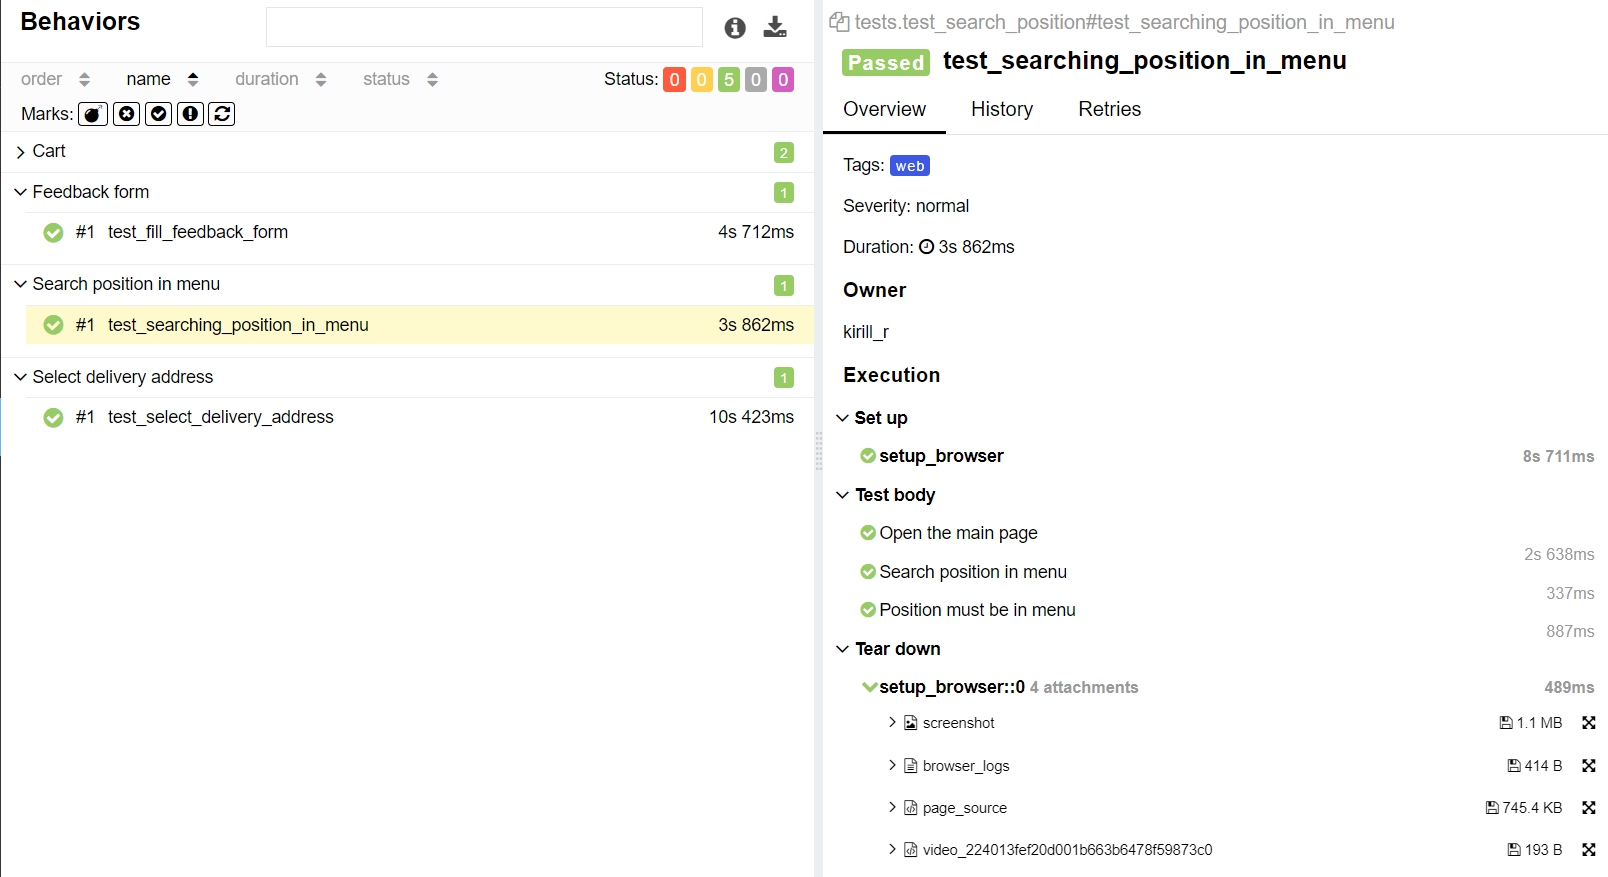 Behaviors
order name duration status Status: 0 0 5 0 0
Marks:
Cart 2
Feedback form 1
#1 test_fill_feedback_form 4s 712ms
Search position in menu 1
#1 test_searching_position_in_menu 3s 862ms
Select delivery address 1
#1 test_select_delivery_address 10s 423ms
tests.test_search_position#test_searching_position_in_menu
Passed test_searching_position_in_menu
Overview History Retries
Tags: web
Severity: normal
Duration: 3s 862ms
Owner
kirill_r
Execution
Set up
setup_browser 8s 711ms
Test body
Open the main page
2s 638ms
Search position in menu
337ms
Position must be in menu
887ms
Tear down
setup_browser::0 4 attachments 489ms
screenshot 1.1 MB
browser_logs 414 B
page_source 745.4 KB
video_224013fef20d001b663b6478f59873c0 193 B